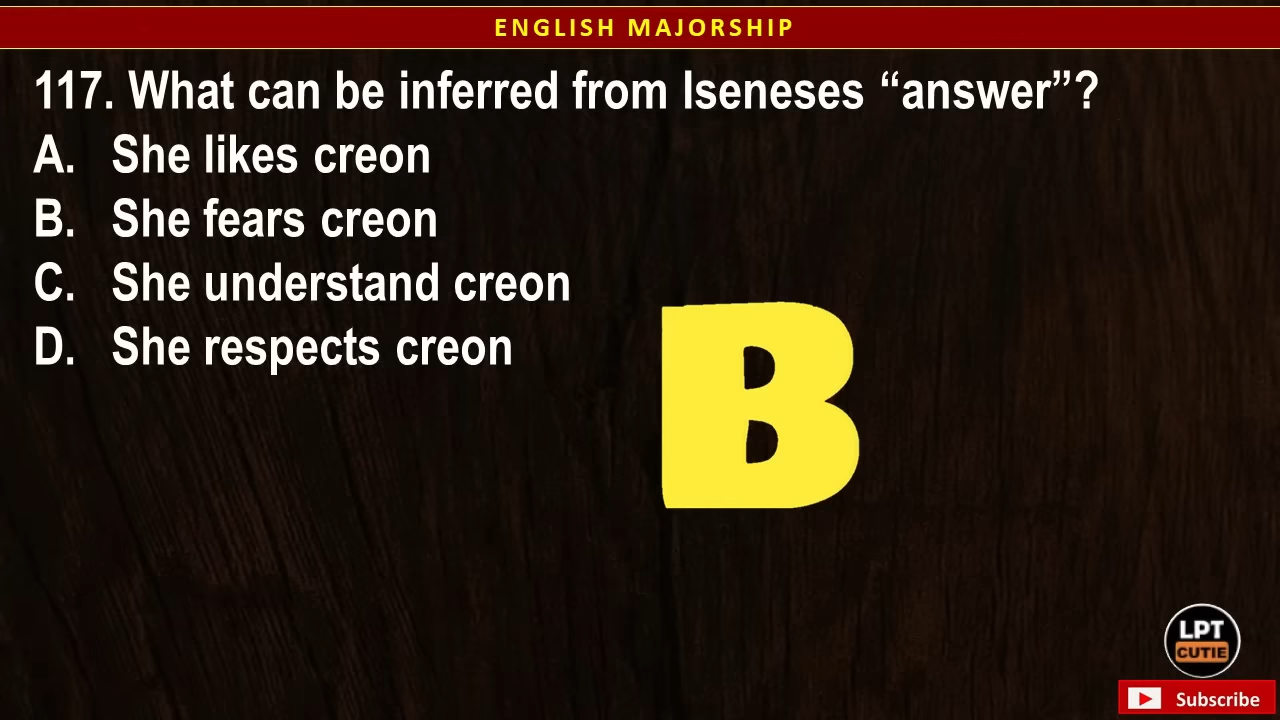 ENGLISH MAJORSHIP
117. What can be inferred from Iseneses “answer”?
A. She likes creon
B. She fears creon
C. She understand creon
D. She respects creon
B
LPT
CUTIE
Subscribe